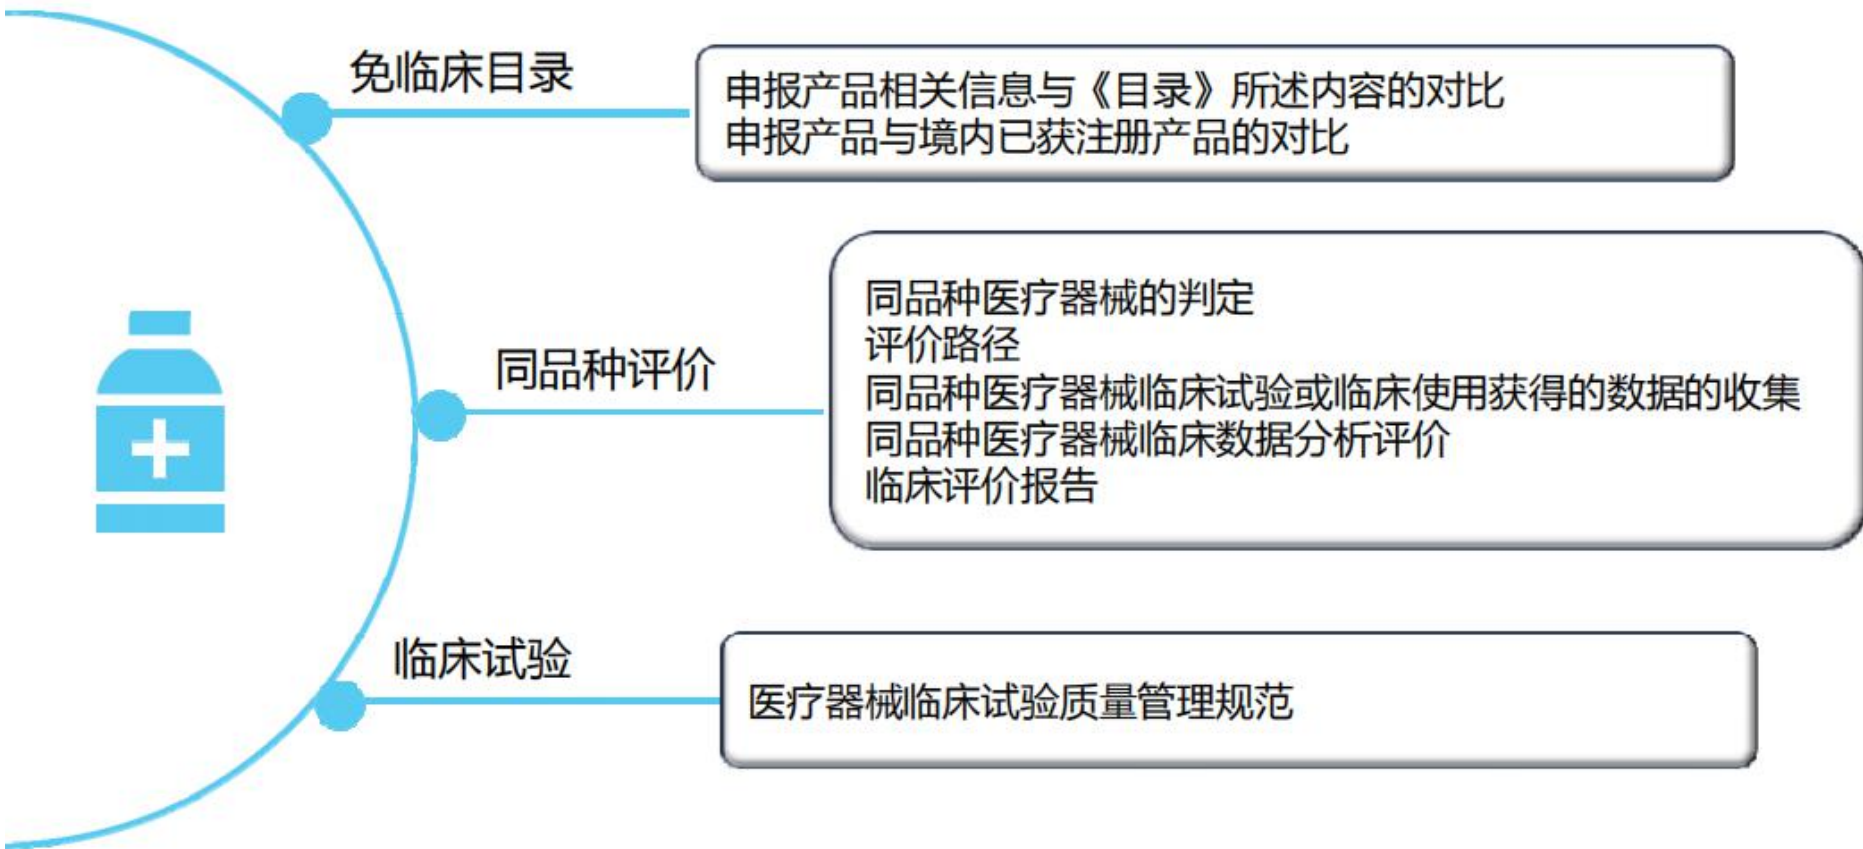 免临床目录
申报产品相关信息与《目录》所述内容的对比
申报产品与境内已获注册产品的对比
同品种评价
同品种医疗器械的判定
评价路径
同品种医疗器械临床试验或临床使用获得的数据的收集
同品种医疗器械临床数据分析评价
临床评价报告
临床试验
医疗器械临床试验质量管理规范